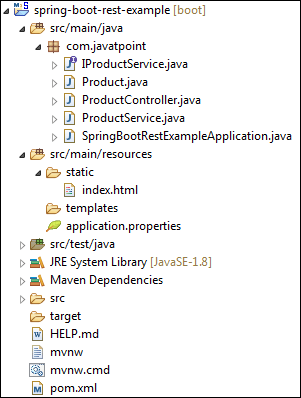 spring-boot-rest-example [boot]
src/main/java
com.javatpoint
IProductService.java
Product.java
ProductController.java
ProductService.java
SpringBootRestExampleApplication.java
src/main/resources
static
index.html
templates
application.properties
src/test/java
JRE System Library [JavaSE-1.8]
Maven Dependencies
src
target
HELP.md
mvnw
mvnw.cmd
pom.xml